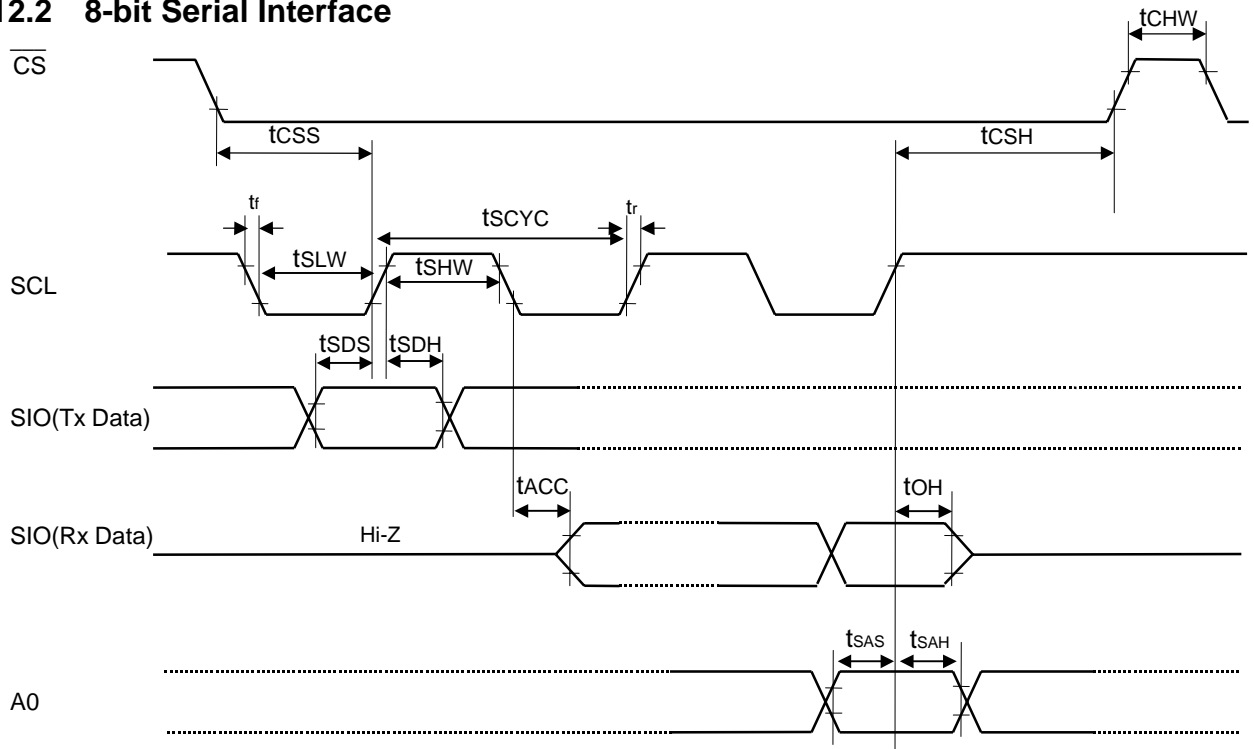 12.2 8-bit Serial Interface
tCHW
CS
tCSS
tCSH
tf
tSCYC
tr
tSLW
tSHW
SCL
tSDS
tSDH
SIO(Tx Data)
tACC
tOH
SIO(Rx Data)
Hi-Z
tSAS
tSAH
A0